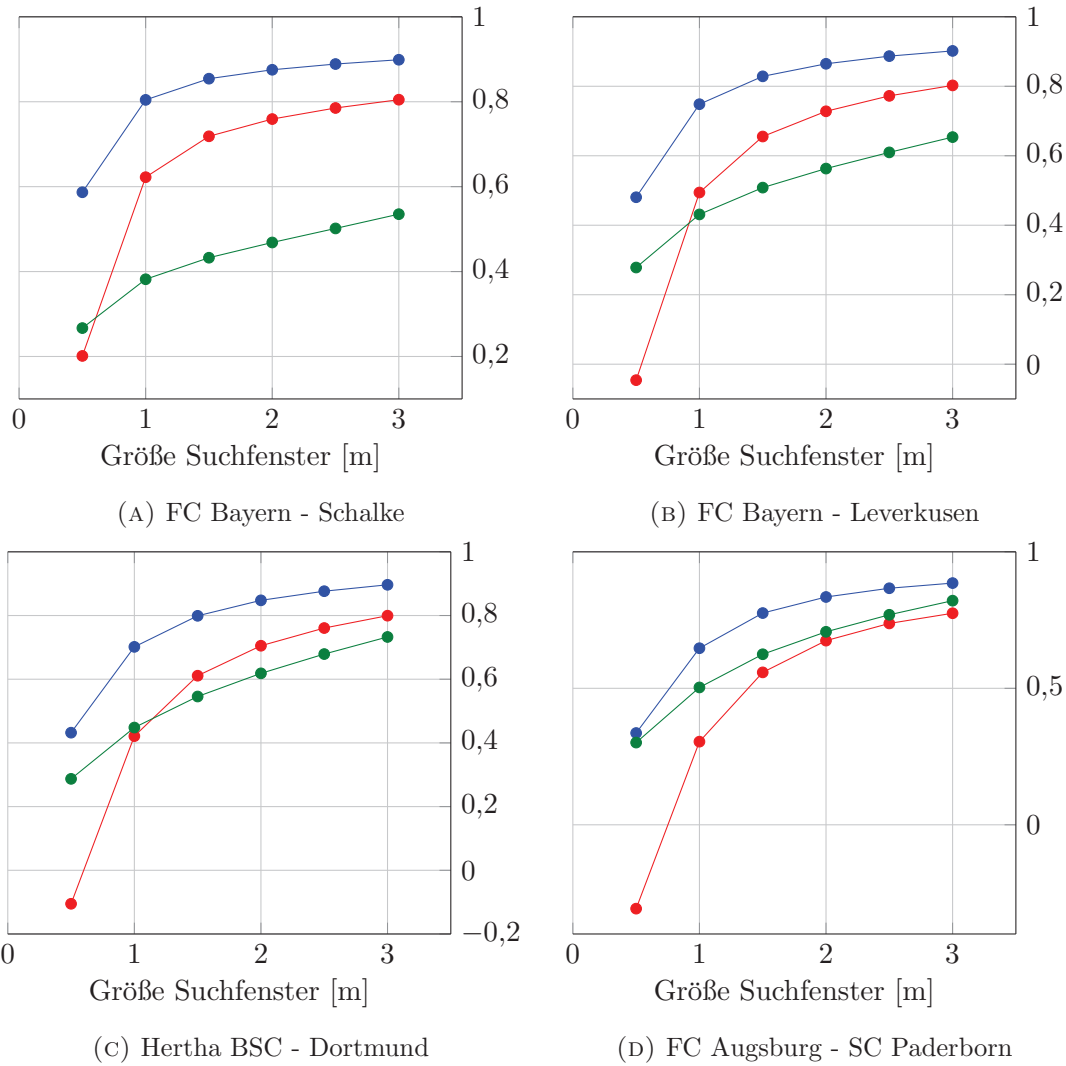 1
0,8
0,6
0,4
0,2
0 1 2 3
Größe Suchfenster [m]
(A) FC Bayern - Schalke
1
0,8
0,6
0,4
0,2
0
0 1 2 3
Größe Suchfenster [m]
(B) FC Bayern - Leverkusen
1
0,8
0,6
0,4
0,2
0
−0,2
0 1 2 3
Größe Suchfenster [m]
(C) Hertha BSC - Dortmund
1
0,5
0
0 1 2 3
Größe Suchfenster [m]
(D) FC Augsburg - SC Paderborn